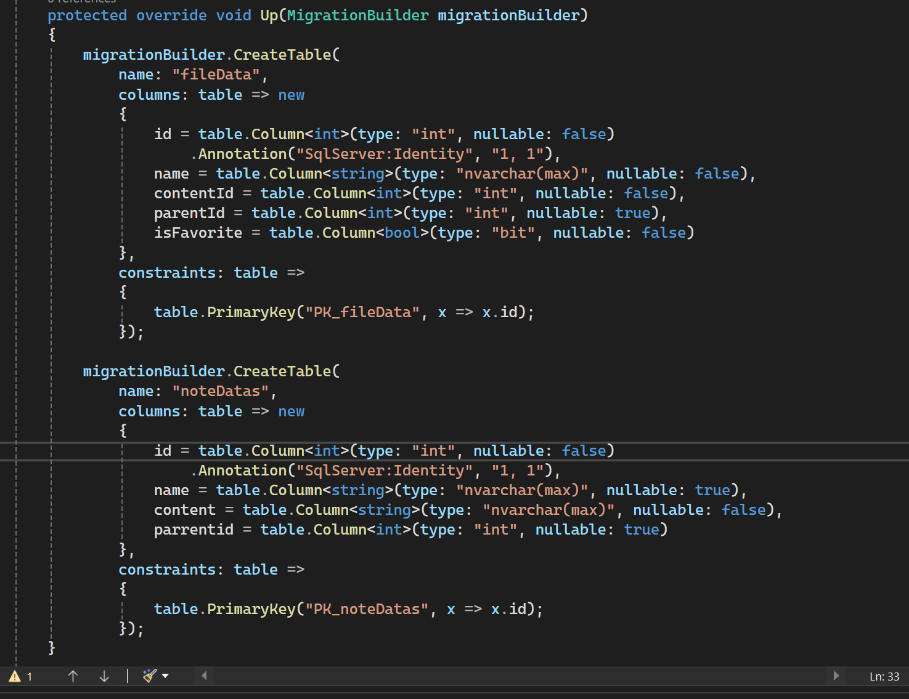 0 references
protected override void Up(MigrationBuilder migrationBuilder)
{
migrationBuilder.CreateTable(
name: "fileData",
columns: table => new
{
id = table.Column<int>(type: "int", nullable: false)
.Annotation("SqlServer:Identity", "1, 1"),
name = table.Column<string>(type: "nvarchar(max)", nullable: false),
contentId = table.Column<int>(type: "int", nullable: false),
parentId = table.Column<int>(type: "int", nullable: true),
isFavorite = table.Column<bool>(type: "bit", nullable: false)
},
constraints: table =>
{
table.PrimaryKey("PK_fileData", x => x.id);
});
migrationBuilder.CreateTable(
name: "noteDatas",
columns: table => new
{
id = table.Column<int>(type: "int", nullable: false)
.Annotation("SqlServer:Identity", "1, 1"),
name = table.Column<string>(type: "nvarchar(max)", nullable: true),
content = table.Column<string>(type: "nvarchar(max)", nullable: false),
parrentid = table.Column<int>(type: "int", nullable: true)
},
constraints: table =>
{
table.PrimaryKey("PK_noteDatas", x => x.id);
});
}
1
Ln: 33